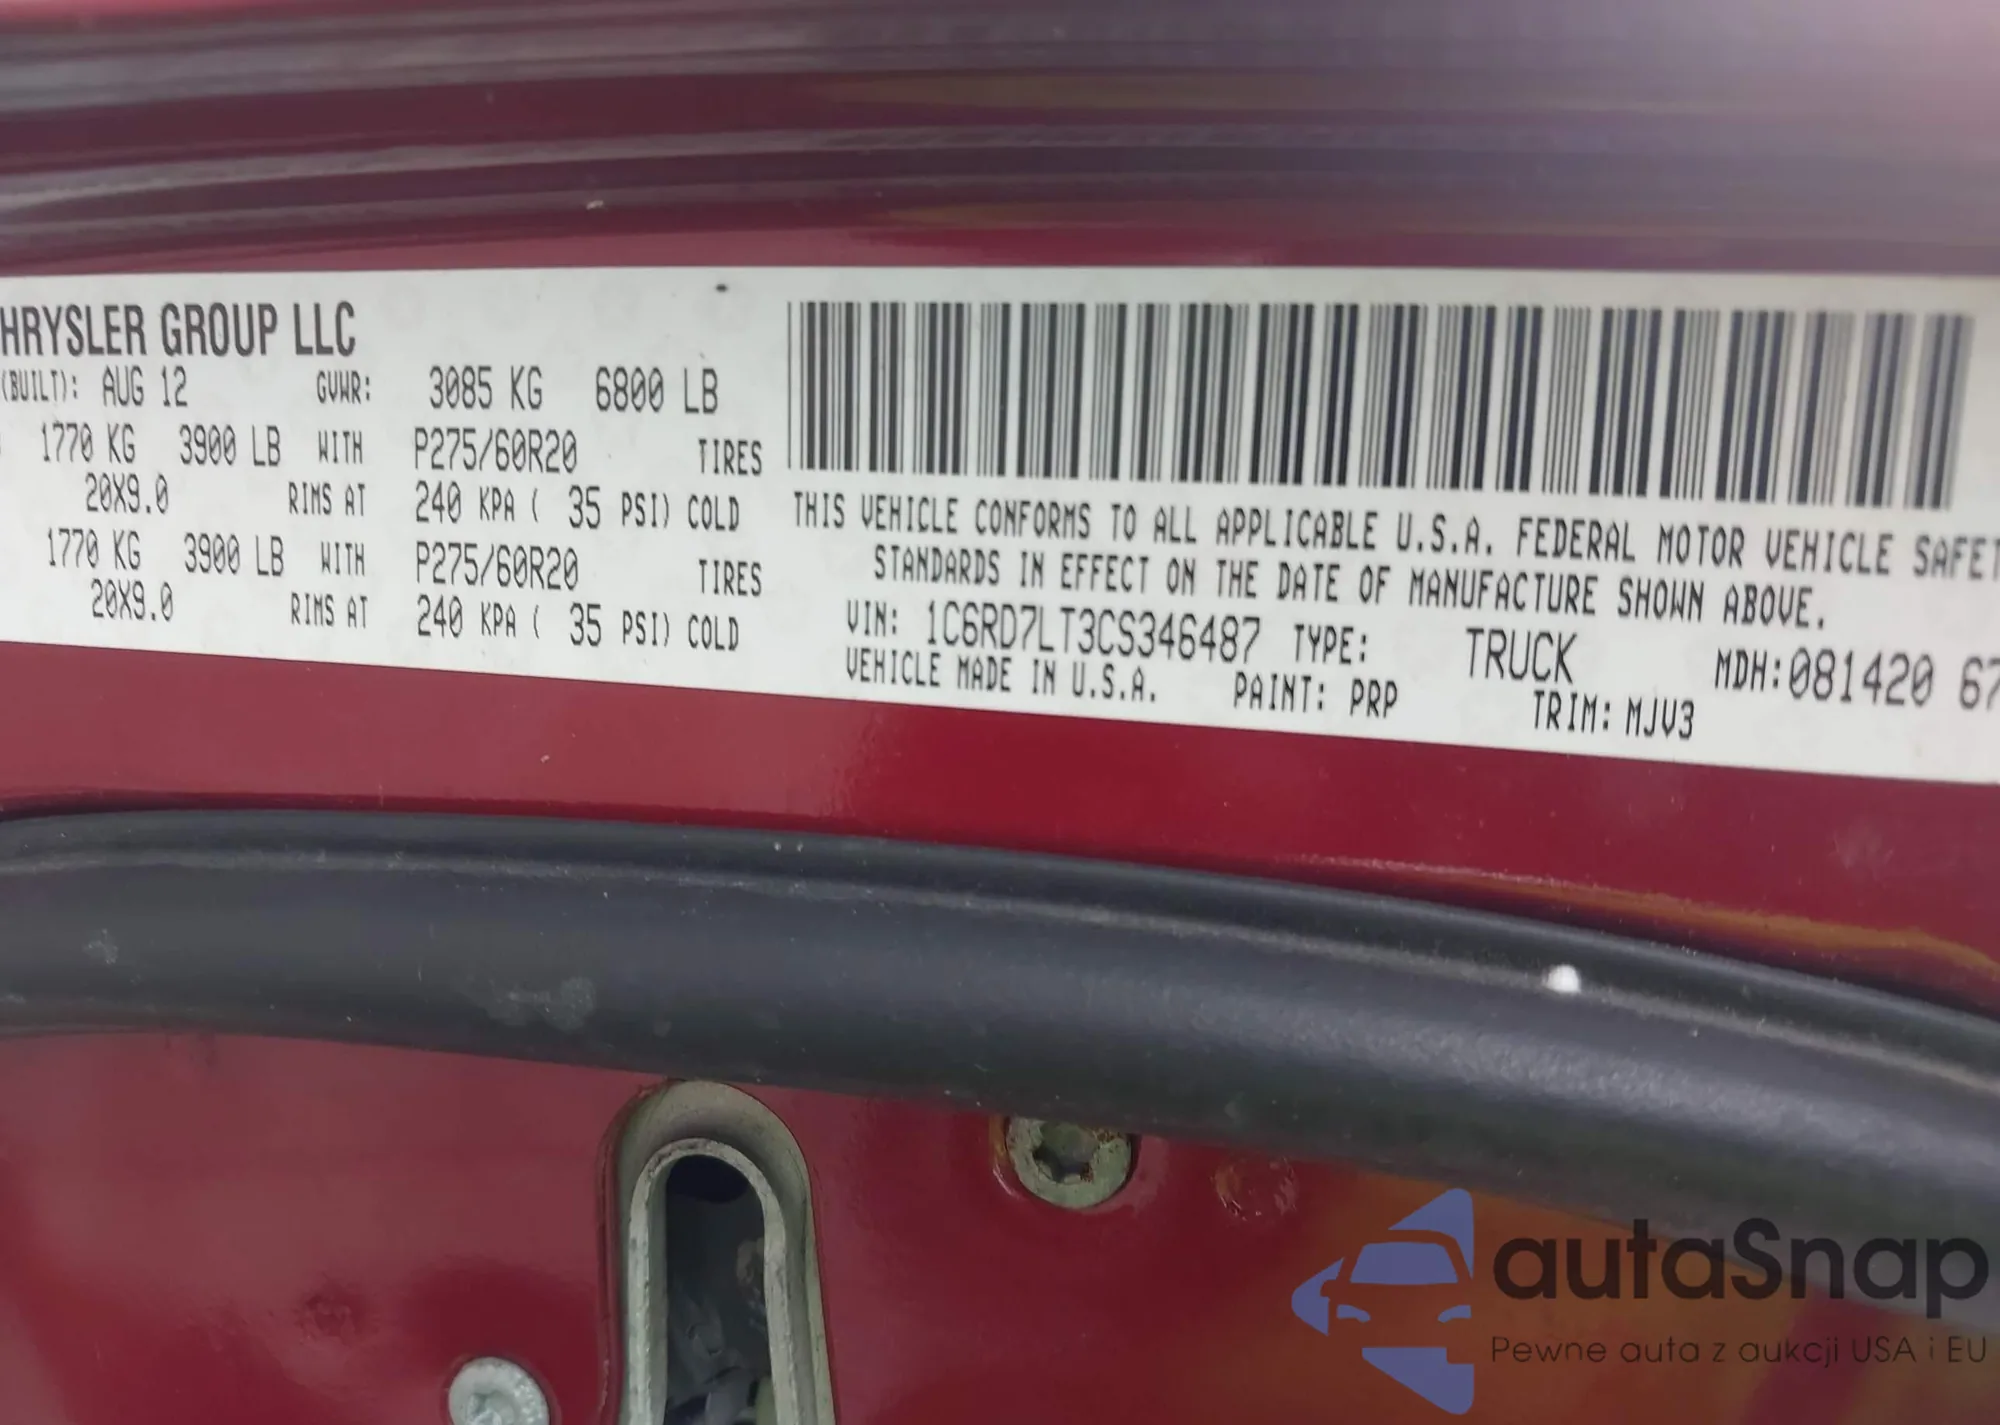 HRYSLER GROUP LLC
(BUILT): AUG 12 GVWR: 3085 KG 6800 LB
1770 KG 3900 LB WITH P275/60R20 TIRES
20X9.0 RIMS AT 240 KPA ( 35 PSI) COLD
1770 KG 3900 LB WITH P275/60R20 TIRES
20X9.0 RIMS AT 240 KPA ( 35 PSI) COLD
THIS VEHICLE CONFORMS TO ALL APPLICABLE U.S.A. FEDERAL MOTOR VEHICLE SAFET
STANDARDS IN EFFECT ON THE DATE OF MANUFACTURE SHOWN ABOVE.
VIN: 1C6RD7LT3CS346487 TYPE: TRUCK MDH:081420 67
VEHICLE MADE IN U.S.A. PAINT: PRP TRIM: MJV3
autaSnap
Pewne auta z aukcji USA i EU